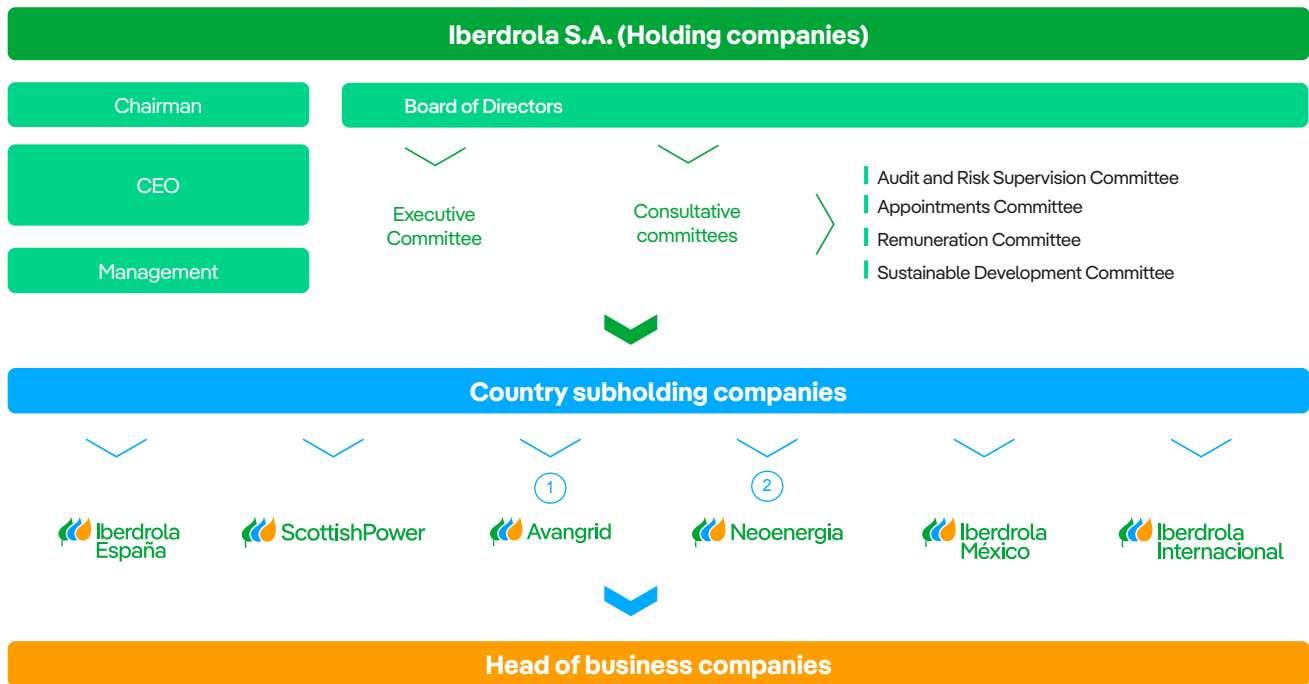 Iberdrola S.A. (Holding companies)
Chairman
CEO
Management
Board of Directors
Executive
Committee
Consultative
committees
Audit and Risk Supervision Committee
Appointments Committee
Remuneration Committee
Sustainable Development Committee
Country subholding companies
Iberdrola
España
ScottishPower
1
Avangrid
2
Neoenergia
Iberdrola
México
Iberdrola
Internacional
Head of business companies